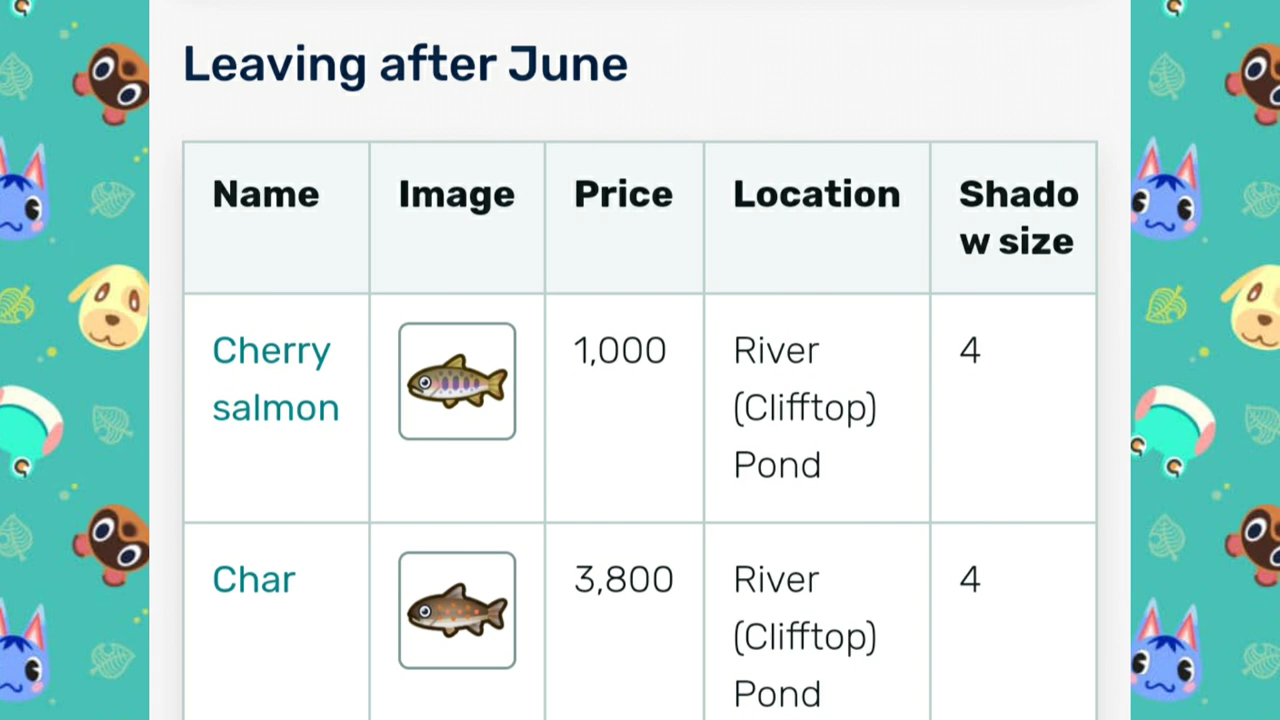 Leaving after June
Name Image Price Location Shado
w size
Cherry 1,000 River 4
salmon (Clifftop)
Pond
Char 3,800 River 4
(Clifftop)
Pond